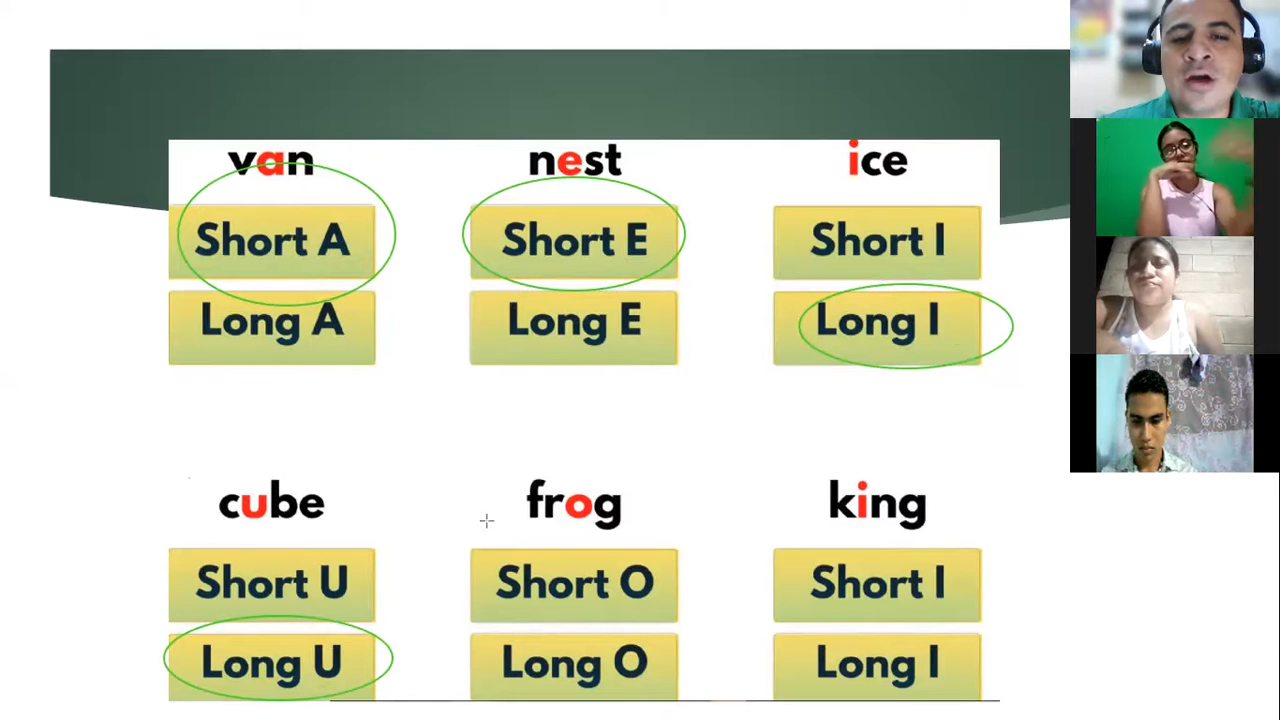 van nest ice
Short A Short E Short I
Long A Long E Long I
cube frog king
Short U Short O Short I
Long U Long O Long I